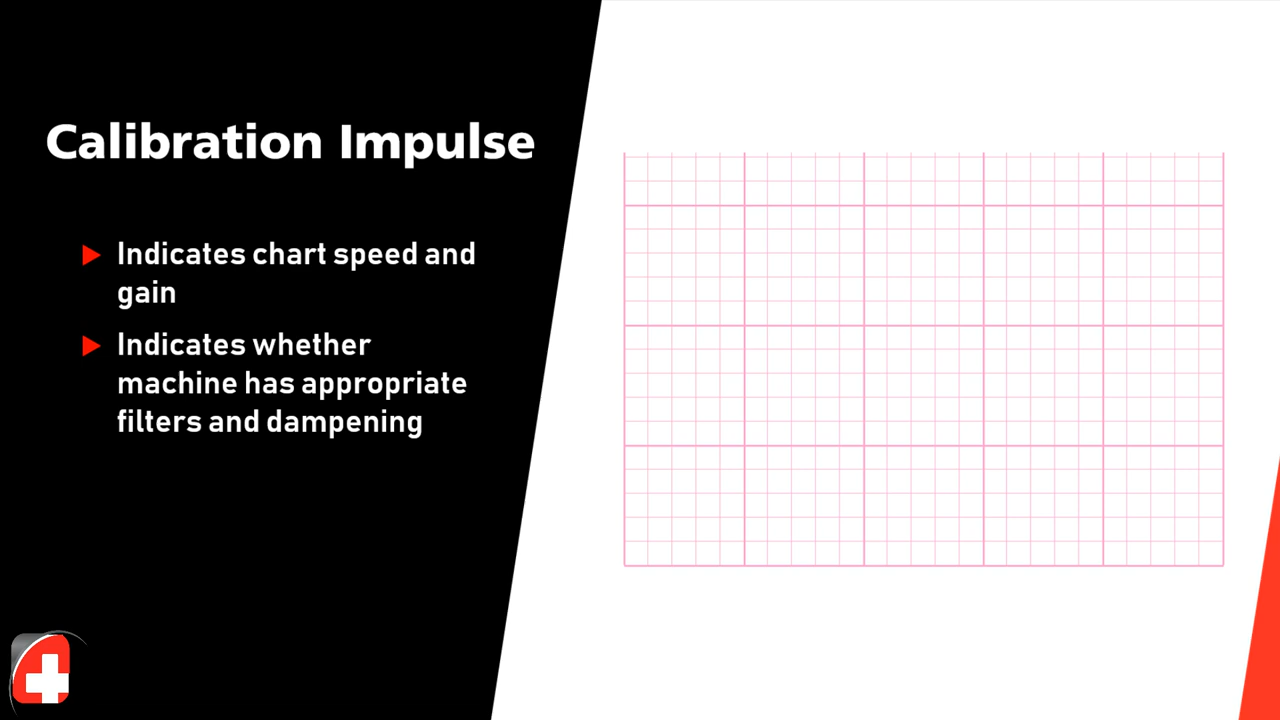 Calibration Impulse
Indicates chart speed and
gain
Indicates whether
machine has appropriate
filters and dampening